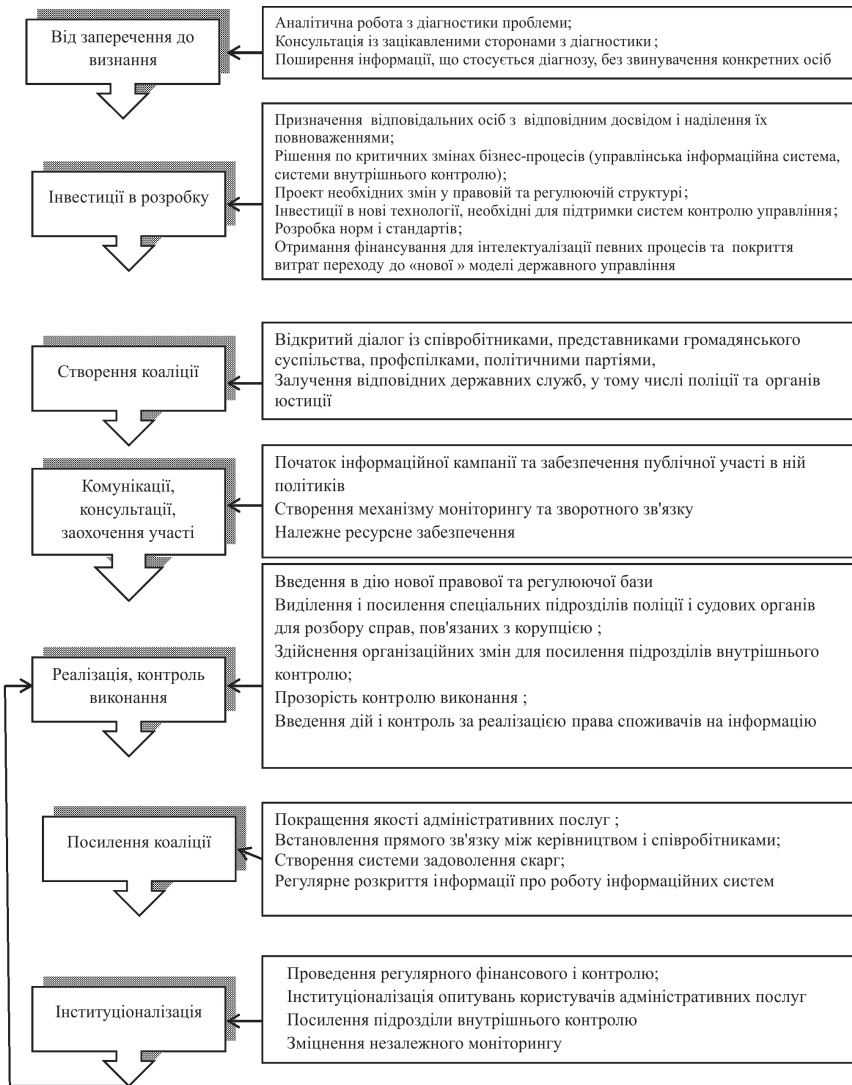 Від заперечення до
визнання
Аналітична робота з діагностики проблеми;
Консультація із зацікавленими сторонами з діагностики ;
Поширення інформації, що стосується діагнозу, без звинувачення конкретних осіб
Інвестиції в розробку
Призначення відповідальних осіб з відповідним досвідом і наділення їх
повноваженнями;
Рішення по критичних змінах бізнес-процесів (управлінська інформаційна система,
системи внутрішнього контролю);
Проект необхідних змін у правовій та регулюючій структурі;
Інвестиції в нові технології, необхідні для підтримки систем контролю управління ;
Розробка норм і стандартів;
Отримання фінансування для інтелектуалізації певних процесів та покриття
витрат переходу до «нової » моделі державного управління
Створення коаліції
Відкритий діалог із співробітниками, представниками громадянського
суспільства, профспілками, політичними партіями,
Залучення відповідних державних служб, у тому числі поліції та органів
юстиції
Комунікації,
консультації,
заохочення участі
Початок інформаційної кампанії та забезпечення публічної участі в ній
політиків
Створення механізму моніторингу та зворотного зв'язку
Належне ресурсне забезпечення
Реалізація, контроль
виконання
Введення в дію нової правової та регулюючої бази
Виділення і посилення спеціальних підрозділів поліції і судових органів
для розбору справ, пов'язаних з корупцією ;
Здійснення організаційних змін для посилення підрозділів внутрішнього
контролю;
Прозорість контролю виконання ;
Введення дій і контроль за реалізацією права споживачів на інформацію
Посилення коаліції
Покращення якості адміністративних послуг ;
Встановлення прямого зв'язку між керівництвом і співробітниками;
Створення системи задоволення скарг;
Регулярне розкриття інформації про роботу інформаційних систем
Інституціоналізація
Проведення регулярного фінансового і контролю;
Інституціоналізація опитувань користувачів адміністративних послуг
Посилення підрозділи внутрішнього контролю
Зміцнення незалежного моніторингу